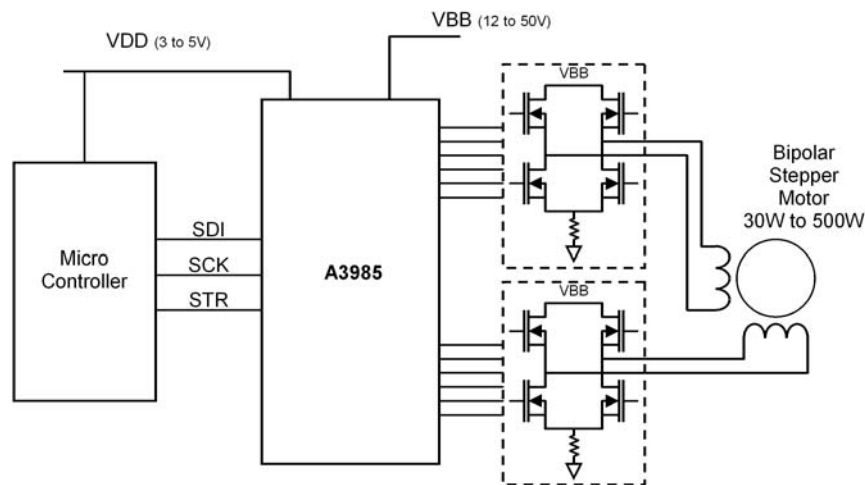 VDD (3 to 5V)
VBB (12 to 50V)
VBB
Bipolar
Stepper
Motor
30W to 500W
Micro
Controller
SDI
SCK
STR
A3985
VBB